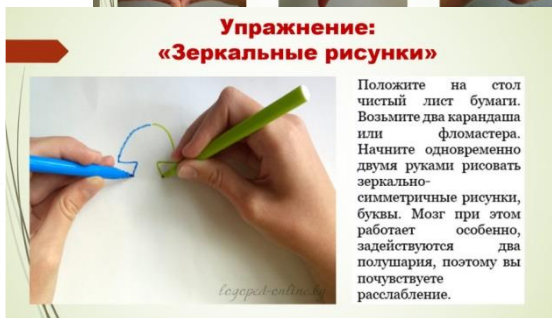 Упражнение:
«Зеркальные рисунки»
Положите на стол
чистый лист бумаги.
Возьмите два карандаша
или фломастера.
Начните одновременно
двумя руками рисовать
зеркально-
симметричные рисунки,
буквы. Мозг при этом
работает особенно,
задействуются два
полушария, поэтому вы
почувствуете
расслабление.
logoped-online.by